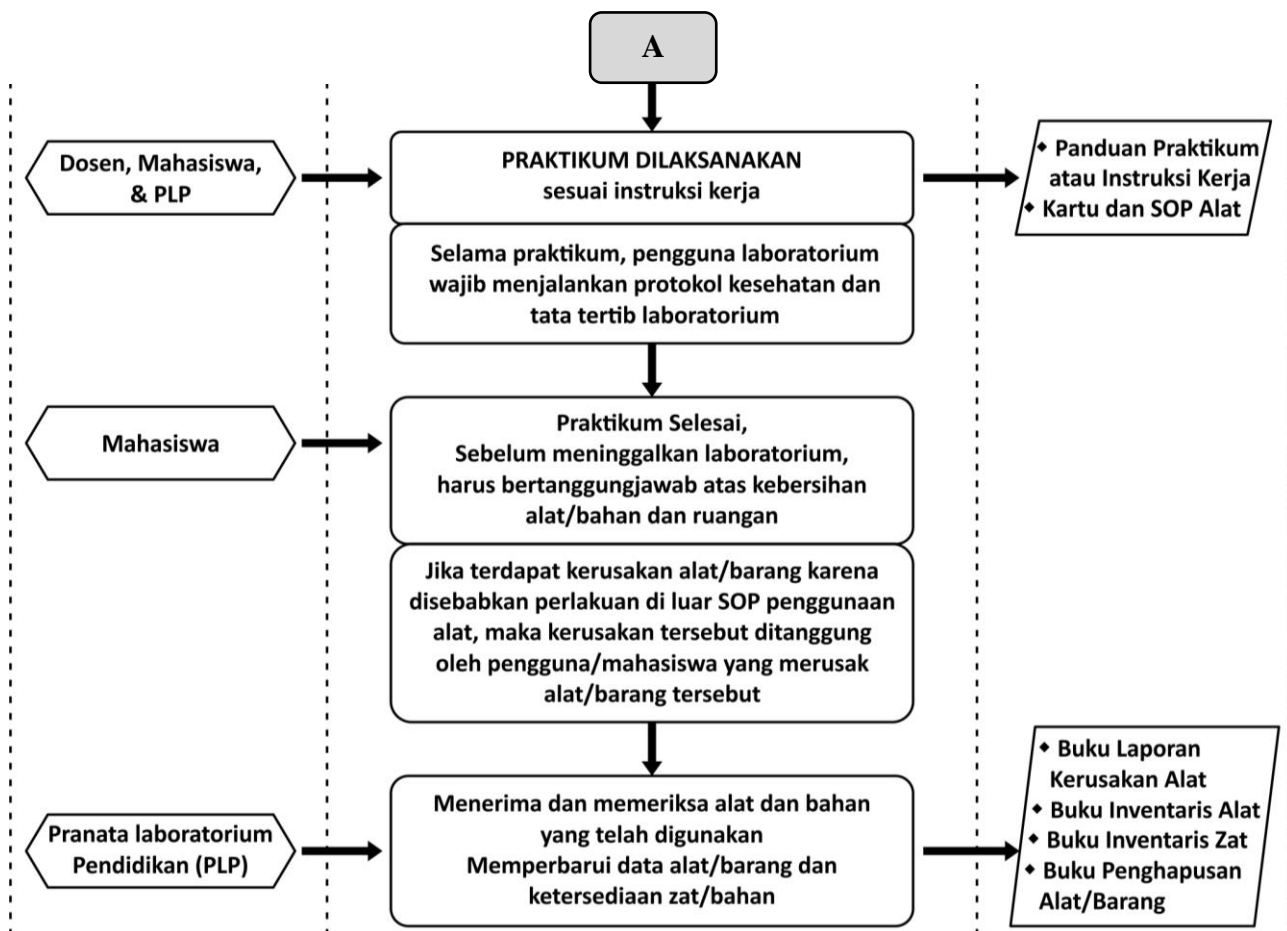 A
Dosen, Mahasiswa,
& PLP
PRAKTIKUM DILAKSANAKAN
sesuai instruksi kerja
◆ Panduan Praktikum
atau Instruksi Kerja
◆ Kartu dan SOP Alat
Selama praktikum, pengguna laboratorium
wajib menjalankan protokol kesehatan dan
tata tertib laboratorium
Mahasiswa
Praktikum Selesai,
Sebelum meninggalkan laboratorium,
harus bertanggungjawab atas kebersihan
alat/bahan dan ruangan
Jika terdapat kerusakan alat/barang karena
disebabkan perlakuan di luar SOP penggunaan
alat, maka kerusakan tersebut ditanggung
oleh pengguna/mahasiswa yang merusak
alat/barang tersebut
Pranata laboratorium
Pendidikan (PLP)
Menerima dan memeriksa alat dan bahan
yang telah digunakan
Memperbarui data alat/barang dan
ketersediaan zat/bahan
◆ Buku Laporan
Kerusakan Alat
◆ Buku Inventaris Alat
◆ Buku Inventaris Zat
◆ Buku Penghapusan
Alat/Barang